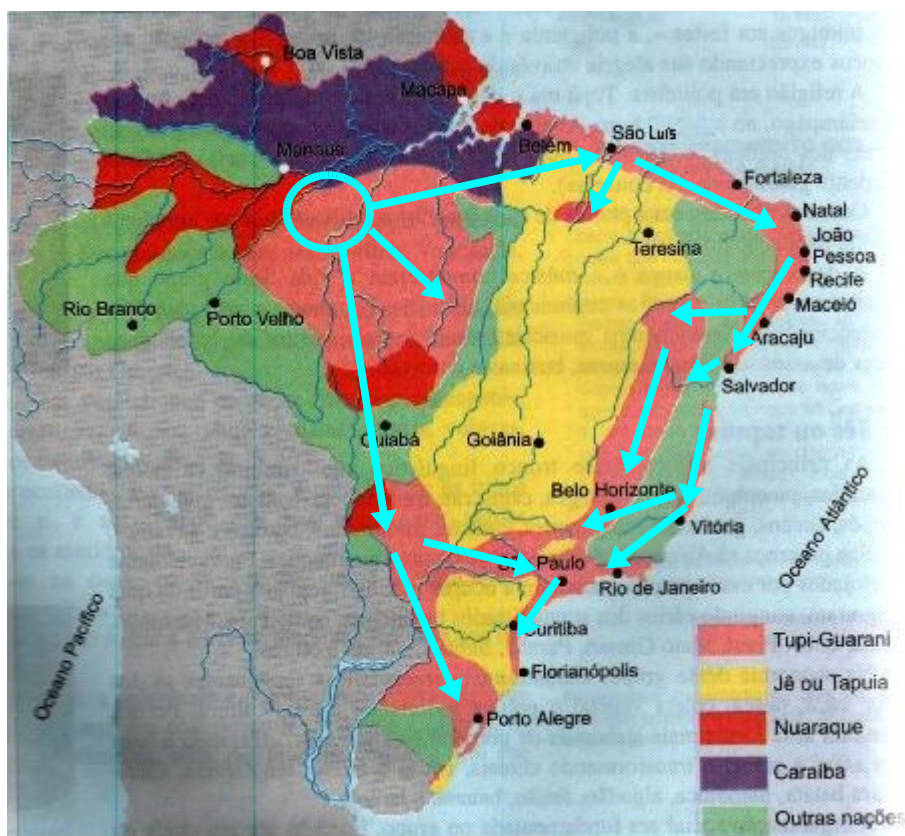 Boa Vista
Macapá
Manaus
Belém
São Luís
Fortaleza
Natal
João
Pessoa
Recife
Maceió
Aracaju
Teresina
Rio Branco
Porto Velho
Salvador
Cuiabá
Goiânia
Belo Horizonte
Vitória
São Paulo
Rio de Janeiro
Curitiba
Florianópolis
Porto Alegre
Oceano Atlântico
Oceano Pacífico
Tupi-Guarani
Jê ou Tapuia
Nuaraque
Caraíba
Outras nações